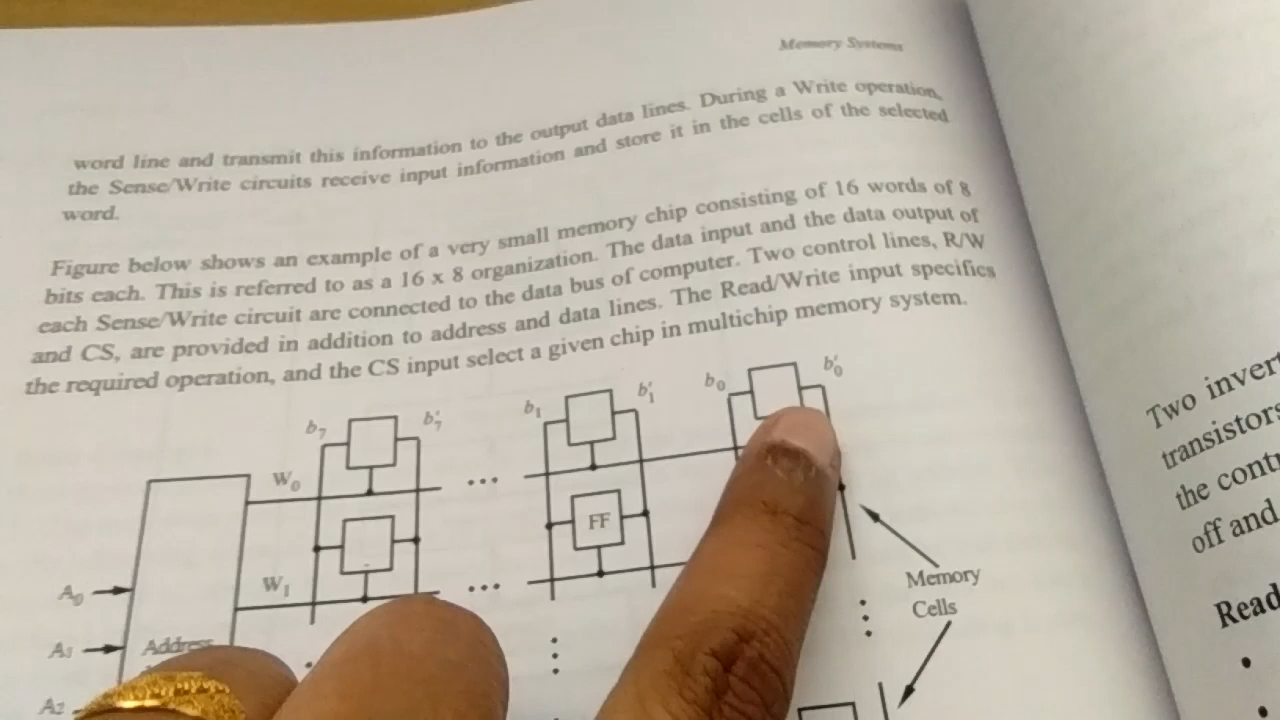 Memory Systems
word line and transmit this information to the output data lines. During a Write operation,
the Sense/Write circuits receive input information and store it in the cells of the selected
word.
Figure below shows an example of a very small memory chip consisting of 16 words of 8
bits each. This is referred to as a 16 x 8 organization. The data input and the data output of
each Sense/Write circuit are connected to the data bus of computer. Two control lines, R/W
and CS, are provided in addition to address and data lines. The Read/Write input specifics
the required operation, and the CS input select a given chip in multichip memory system.
b7 b'7 b1 b'1 b0 b'0
W0
...
FF
W1
...
A0
Memory
Cells
A1
Address
A2
Two inver
transistors
the contr
off and
Read